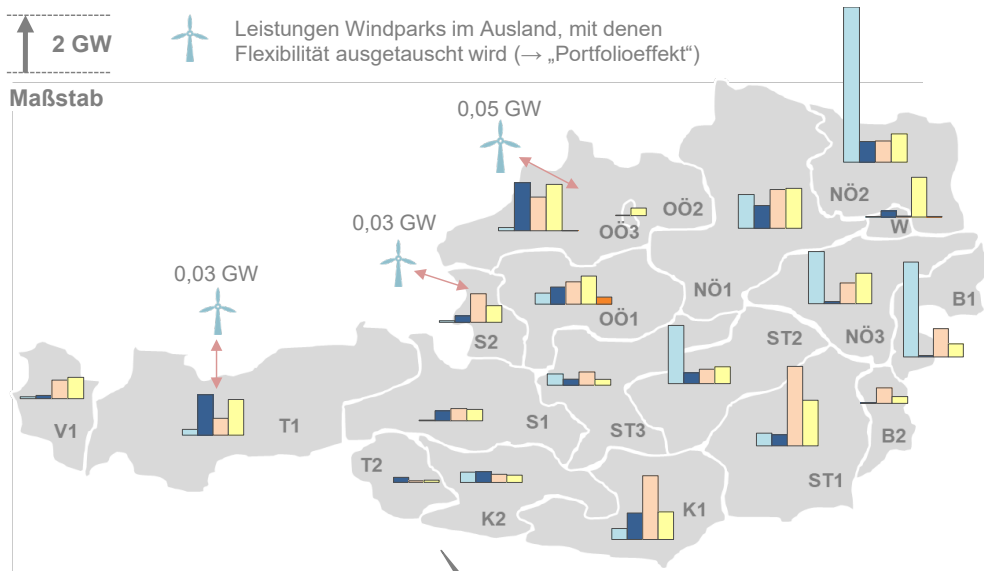 2 GW
Leistungen Windparks im Ausland, mit denen
Flexibilität ausgetauscht wird (→ „Portfolioeffekt“)
Maßstab
0,05 GW
0,03 GW
0,03 GW
OÖ2
OÖ3
NÖ2
W
NÖ1
B1
OÖ1
S2
ST2
NÖ3
V1
T1
S1
ST3
B2
T2
ST1
K2
K1